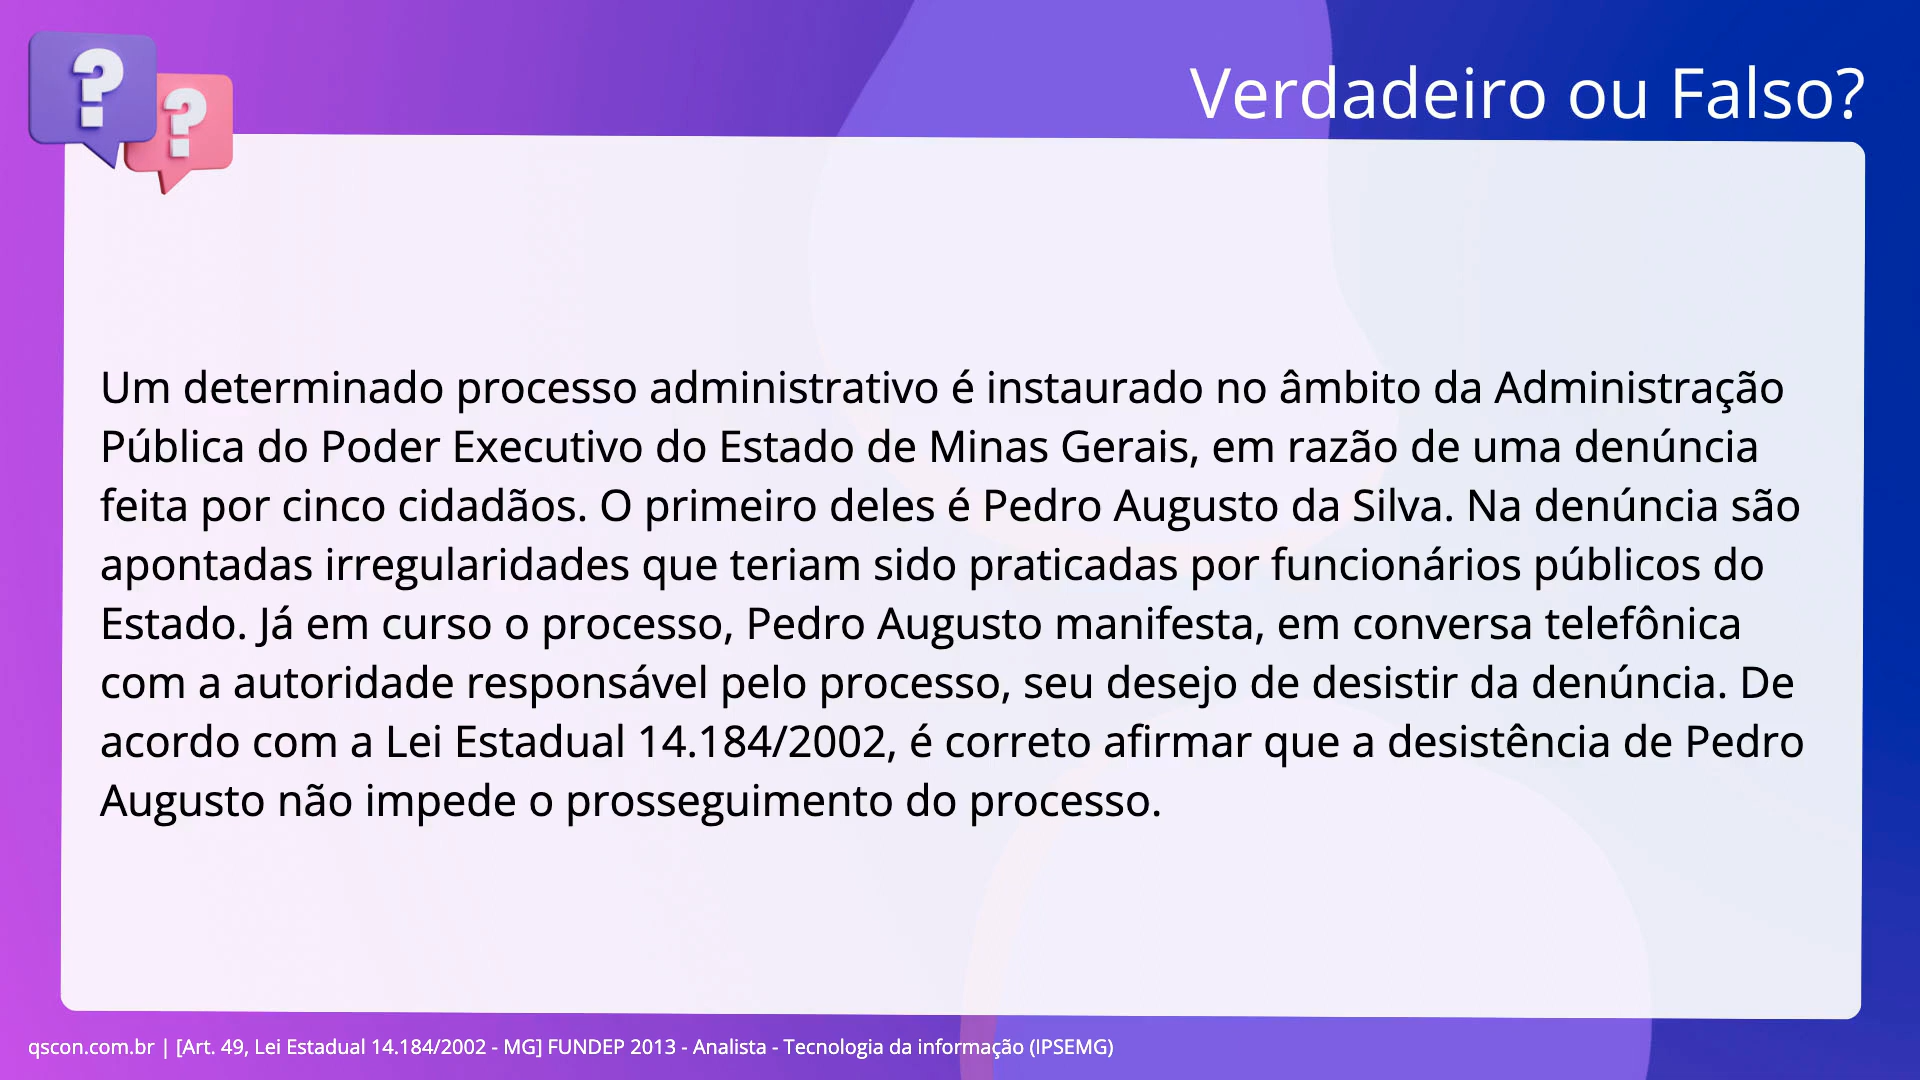 Verdadeiro ou Falso?
Um determinado processo administrativo é instaurado no âmbito da Administração
Pública do Poder Executivo do Estado de Minas Gerais, em razão de uma denúncia
feita por cinco cidadãos. O primeiro deles é Pedro Augusto da Silva. Na denúncia são
apontadas irregularidades que teriam sido praticadas por funcionários públicos do
Estado. Já em curso o processo, Pedro Augusto manifesta, em conversa telefônica
com a autoridade responsável pelo processo, seu desejo de desistir da denúncia. De
acordo com a Lei Estadual 14.184/2002, é correto afirmar que a desistência de Pedro
Augusto não impede o prosseguimento do processo.
qscon.com.br | [Art. 49, Lei Estadual 14.184/2002 - MG] FUNDEP 2013 - Analista - Tecnologia da informação (IPSEMG)